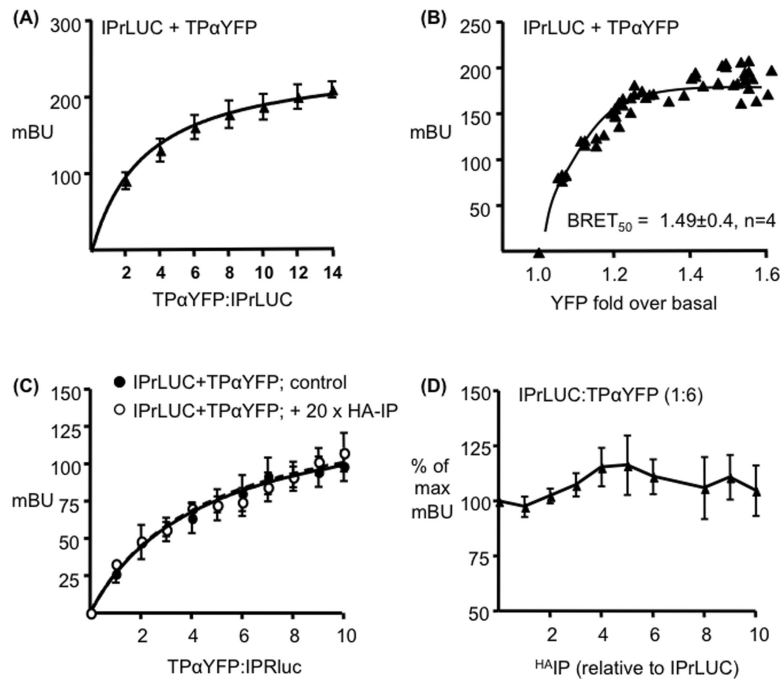 (A)
IPrLUC + TPαYFP
300
200
100
mBU
2 4 6 8 10 12 14
TPαYFP:IPrLUC
(B)
IPrLUC + TPαYFP
250
200
150
100
50
mBU
BRET50 = 1.49±0.4, n=4
1.0 1.2 1.4 1.6
YFP fold over basal
(C)
IPrLUC+TPαYFP; control
IPrLUC+TPαYFP; + 20 x HA-IP
150
125
100
75
50
25
mBU
2 4 6 8 10
TPαYFP:IPRluc
(D)
IPrLUC:TPαYFP (1:6)
150
125
100
75
50
% of
max
mBU
0 2 4 6 8 10
HAIP (relative to IPrLUC)